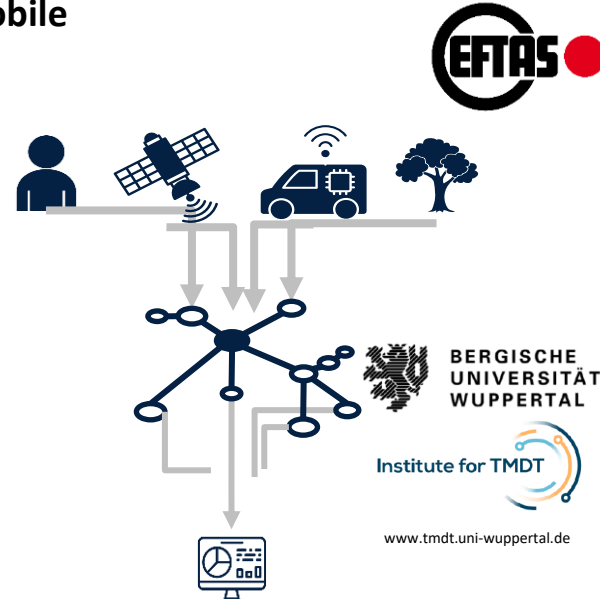 obile
EFTAS
BERGISCHE
UNIVERSITÄT
WUPPERTAL
Institute for TMDT
www.tmdt.uni-wuppertal.de